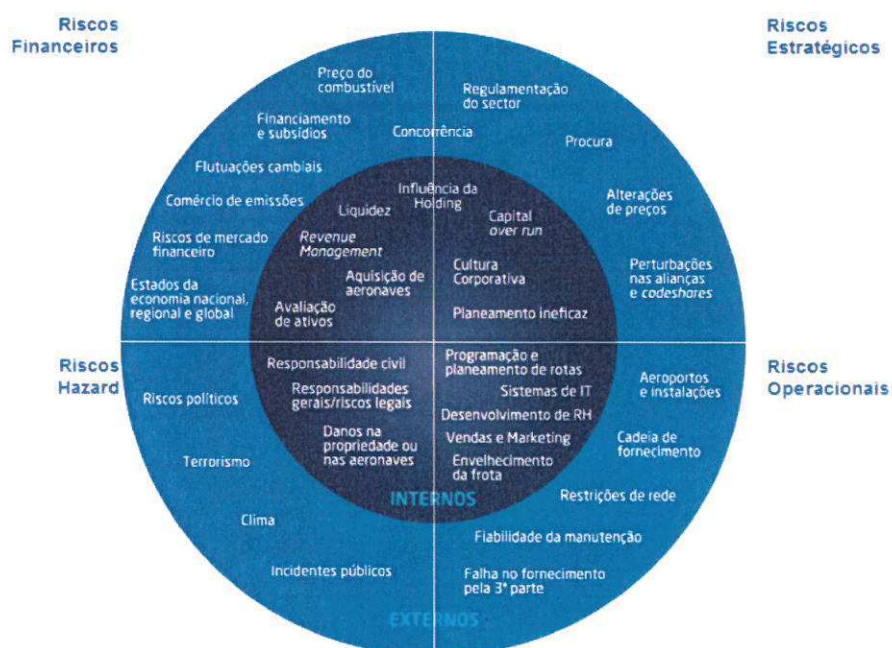 Riscos
Financeiros
Riscos
Estratégicos
Preço do
combustível
Regulamentação
do sector
Financiamento
e subsídios
Concorrência
Procura
Flutuações cambiais
Comércio de emissões
Influência da
Holding
Liquidez
Capital
over run
Alterações
de preços
Riscos de mercado
financeiro
Revenue
Management
Cultura
Corporativa
Perturbações
nas alianças
e codeshares
Aquisição de
aeronaves
Estados da
economia nacional,
regional e global
Avaliação
de ativos
Planeamento ineficaz
Riscos
Hazard
Riscos
Operacionais
Responsabilidade civil
Programação e
planeamento de rotas
Riscos políticos
Responsabilidades
gerais/riscos legais
Sistemas de IT
Aeroportos
e instalações
Desenvolvimento de RH
Danos na
propriedade ou
nas aeronaves
Vendas e Marketing
Cadeia de
fornecimento
Terrorismo
Envelhecimento
da frota
INTERNOS
Restrições de rede
Clima
Fiabilidade da manutenção
Incidentes públicos
Falha no fornecimento
pela 3ª parte
EXTERNOS